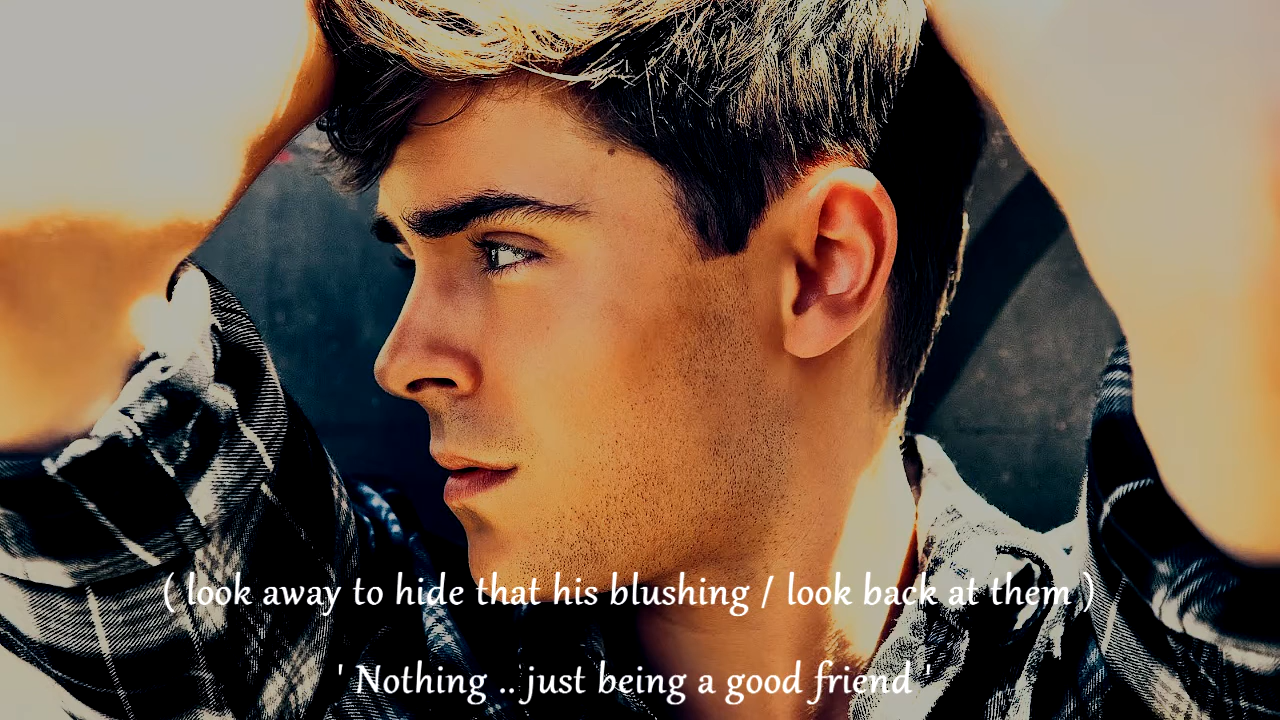 ( look away to hide that his blushing / look back at them )
' Nothing .. just being a good friend '